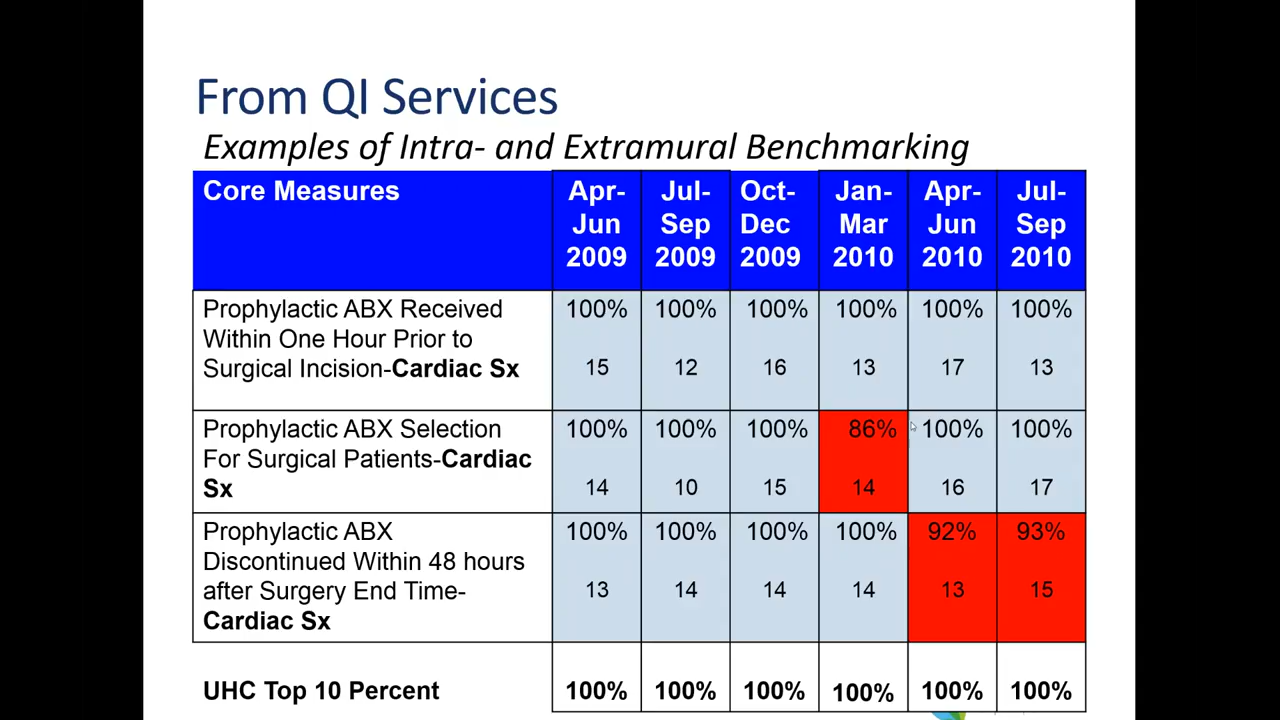 From QI Services
Examples of Intra- and Extramural Benchmarking
Core Measures Apr-Jun 2009 Jul-Sep 2009 Oct-Dec 2009 Jan-Mar 2010 Apr-Jun 2010 Jul-Sep 2010
Prophylactic ABX Received 100% 100% 100% 100% 100% 100%
Within One Hour Prior to
Surgical Incision-Cardiac Sx 15 12 16 13 17 13
Prophylactic ABX Selection 100% 100% 100% 86% 100% 100%
For Surgical Patients-Cardiac
Sx 14 10 15 14 16 17
Prophylactic ABX 100% 100% 100% 100% 92% 93%
Discontinued Within 48 hours
after Surgery End Time- 13 14 14 14 13 15
Cardiac Sx
UHC Top 10 Percent 100% 100% 100% 100% 100% 100%